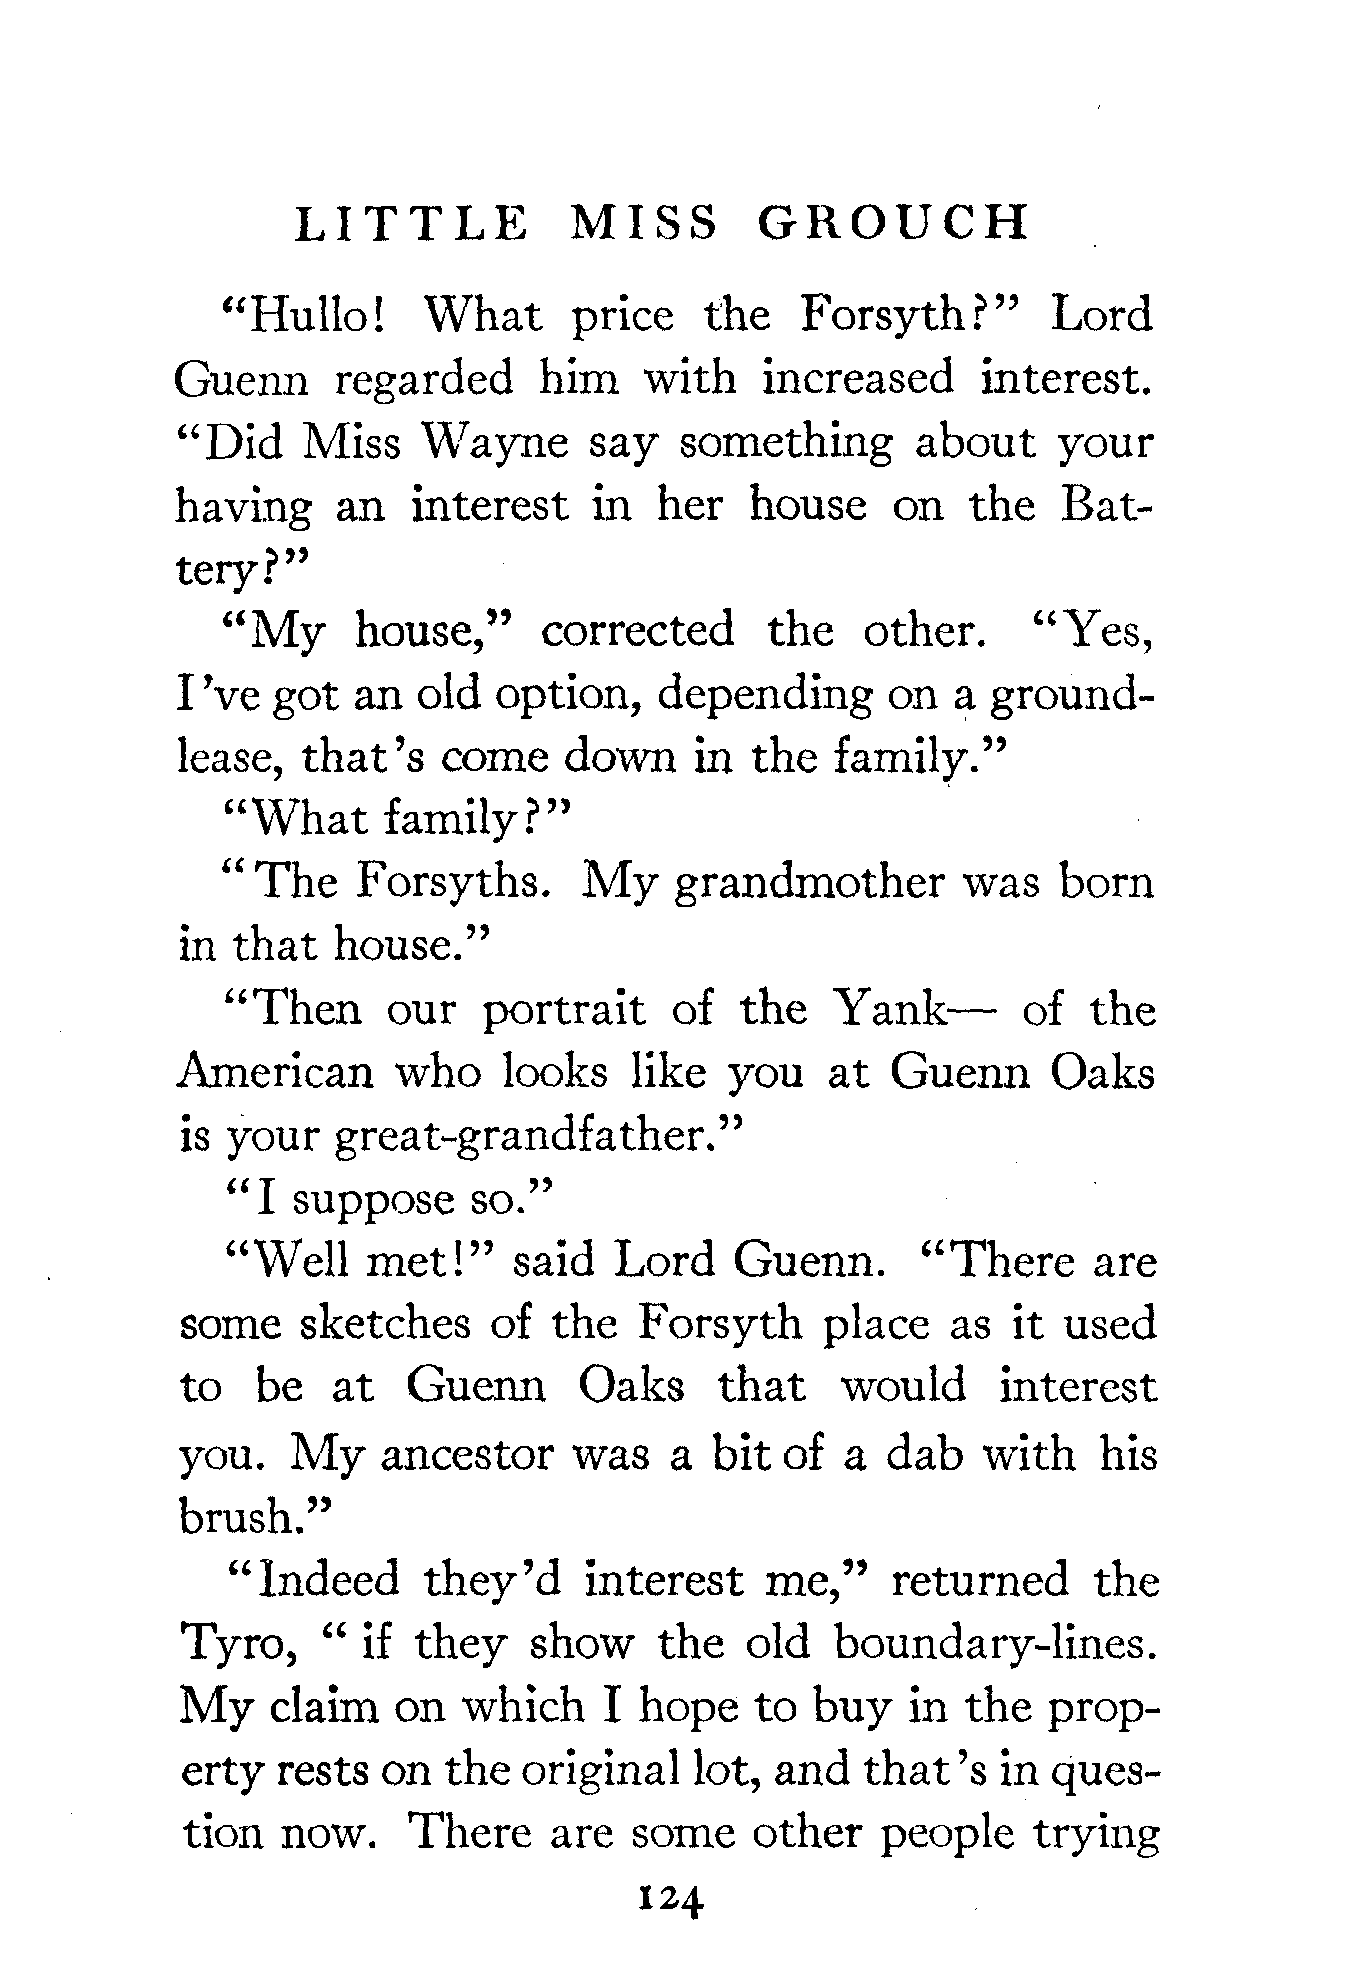 LITTLE MISS GROUCH
“Hullo! What price the Forsyth?” Lord
Guenn regarded him with increased interest.
“Did Miss Wayne say something about your
having an interest in her house on the Bat-
tery?”
“My house,” corrected the other. “Yes,
I’ve got an old option, depending on a ground-
lease, that’s come down in the family.”
“What family?”
“The Forsyths. My grandmother was born
in that house.”
“Then our portrait of the Yank— of the
American who looks like you at Guenn Oaks
is your great-grandfather.”
“I suppose so.”
“Well met!” said Lord Guenn. “There are
some sketches of the Forsyth place as it used
to be at Guenn Oaks that would interest
you. My ancestor was a bit of a dab with his
brush.”
“Indeed they’d interest me,” returned the
Tyro, “ if they show the old boundary-lines.
My claim on which I hope to buy in the prop-
erty rests on the original lot, and that’s in ques-
tion now. There are some other people trying
124